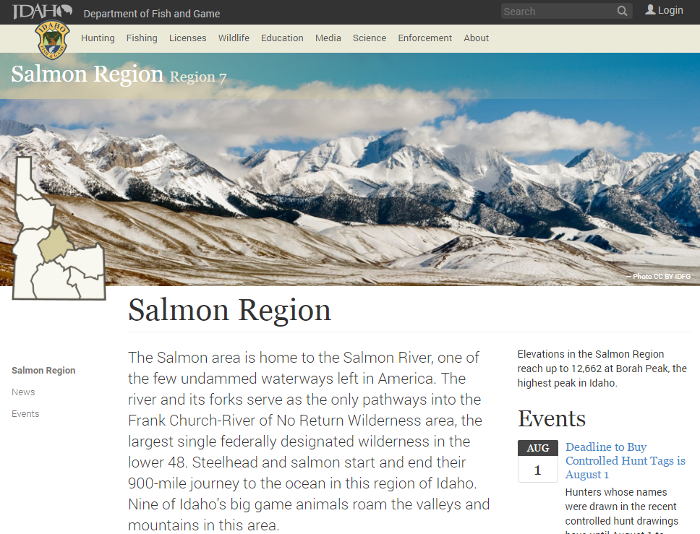 IDAHO Department of Fish and Game Search Login
IDAHO
Hunting Fishing Licenses Wildlife Education Media Science Enforcement About
Salmon Region Region 7
— Photo CC BY IDFG
Salmon Region
Salmon Region
News
Events
The Salmon area is home to the Salmon River, one of
the few undammed waterways left in America. The
river and its forks serve as the only pathways into the
Frank Church-River of No Return Wilderness area, the
largest single federally designated wilderness in the
lower 48. Steelhead and salmon start and end their
900-mile journey to the ocean in this region of Idaho.
Nine of Idaho's big game animals roam the valleys and
mountains in this area.
Elevations in the Salmon Region
reach up to 12,662 at Borah Peak, the
highest peak in Idaho.
Events
AUG
1
Deadline to Buy
Controlled Hunt Tags is
August 1
Hunters whose names
were drawn in the recent
controlled hunt drawings